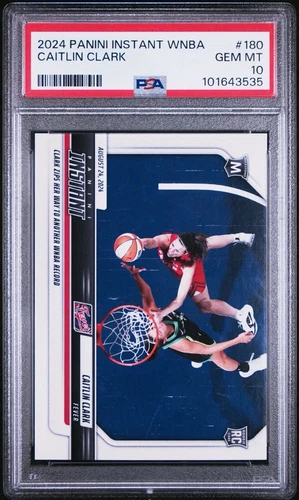 2024 PANINI INSTANT WNBA #180
CAITLIN CLARK GEM MT
10
PSA 101643535
AUGUST 24, 2024
PANINI
INSTANT
CLARK ZIPS HER WAY TO ANOTHER WNBA RECORD
CAITLIN CLARK
FEVER
M
RC